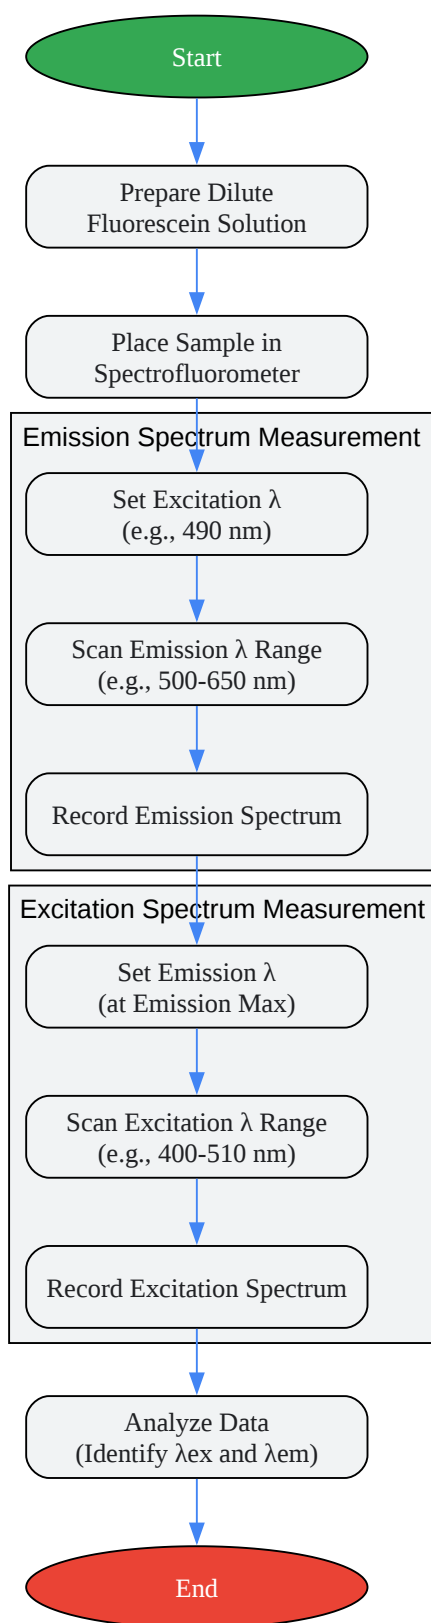 Start
Prepare Dilute
Fluorescein Solution
Place Sample in
Spectrofluorometer
Emission Spectrum Measurement
Set Excitation λ
(e.g., 490 nm)
Scan Emission λ Range
(e.g., 500-650 nm)
Record Emission Spectrum
Excitation Spectrum Measurement
Set Emission λ
(at Emission Max)
Scan Excitation λ Range
(e.g., 400-510 nm)
Record Excitation Spectrum
Analyze Data
(Identify λex and λem)
End